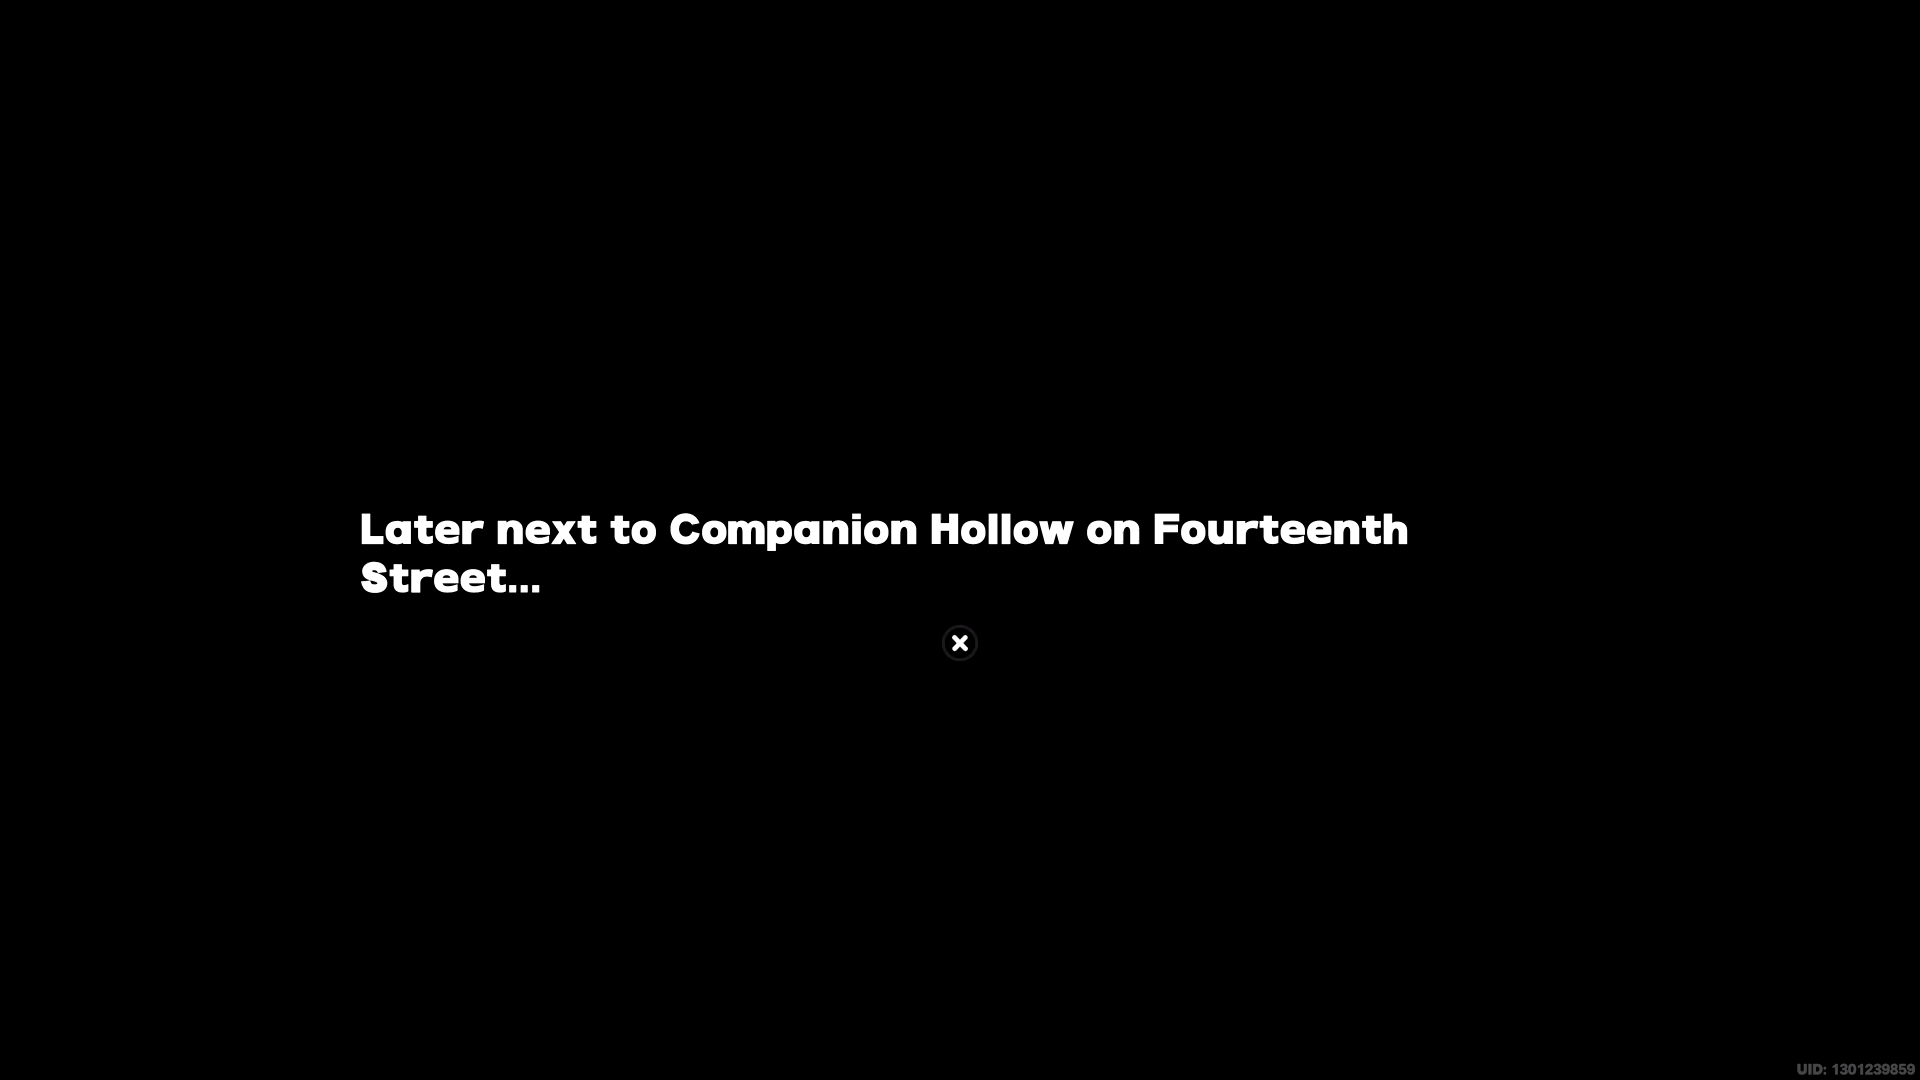 Later next to Companion Hollow on Fourteenth
Street...
UID: 1301239859